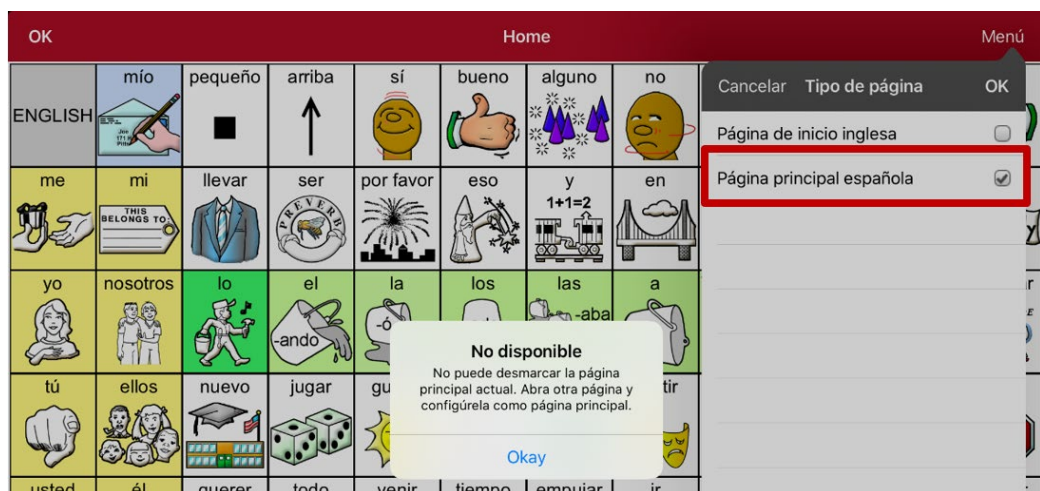 OK Home Menú
ENGLISH mío pequeño arriba sí bueno alguno no
Cancelar Tipo de página OK
Página de inicio inglesa
Página principal española
me mi llevar ser por favor eso y en
THIS BELONGS TO
PREVERB
1+1=2
yo nosotros lo el la los las a
-ando -aba
tú ellos nuevo jugar
No disponible
No puede desmarcar la página
principal actual. Abra otra página y
configúrela como página principal.
Okay
usted él querer todo venir tiempo empujar ir